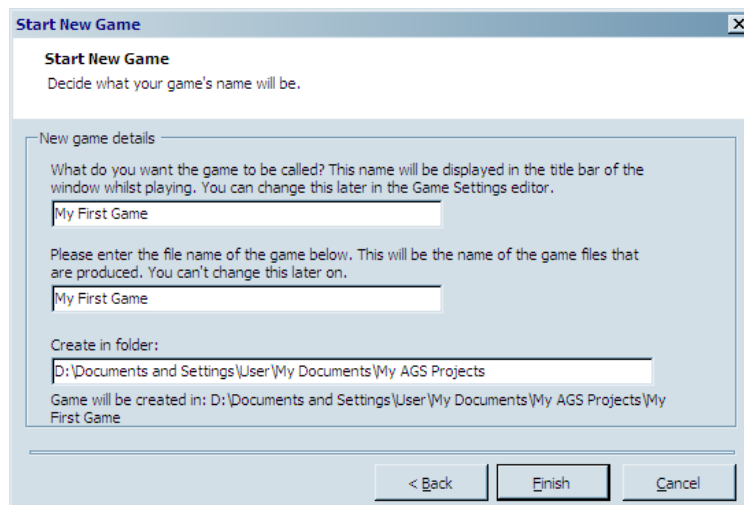 Start New Game
Start New Game
Decide what your game's name will be.
New game details
What do you want the game to be called? This name will be displayed in the title bar of the
window whilst playing. You can change this later in the Game Settings editor.
My First Game
Please enter the file name of the game below. This will be the name of the game files that
are produced. You can't change this later on.
My First Game
Create in folder:
D:\Documents and Settings\User\My Documents\My AGS Projects
Game will be created in: D:\Documents and Settings\User\My Documents\My AGS Projects\My
First Game
< Back Finish Cancel